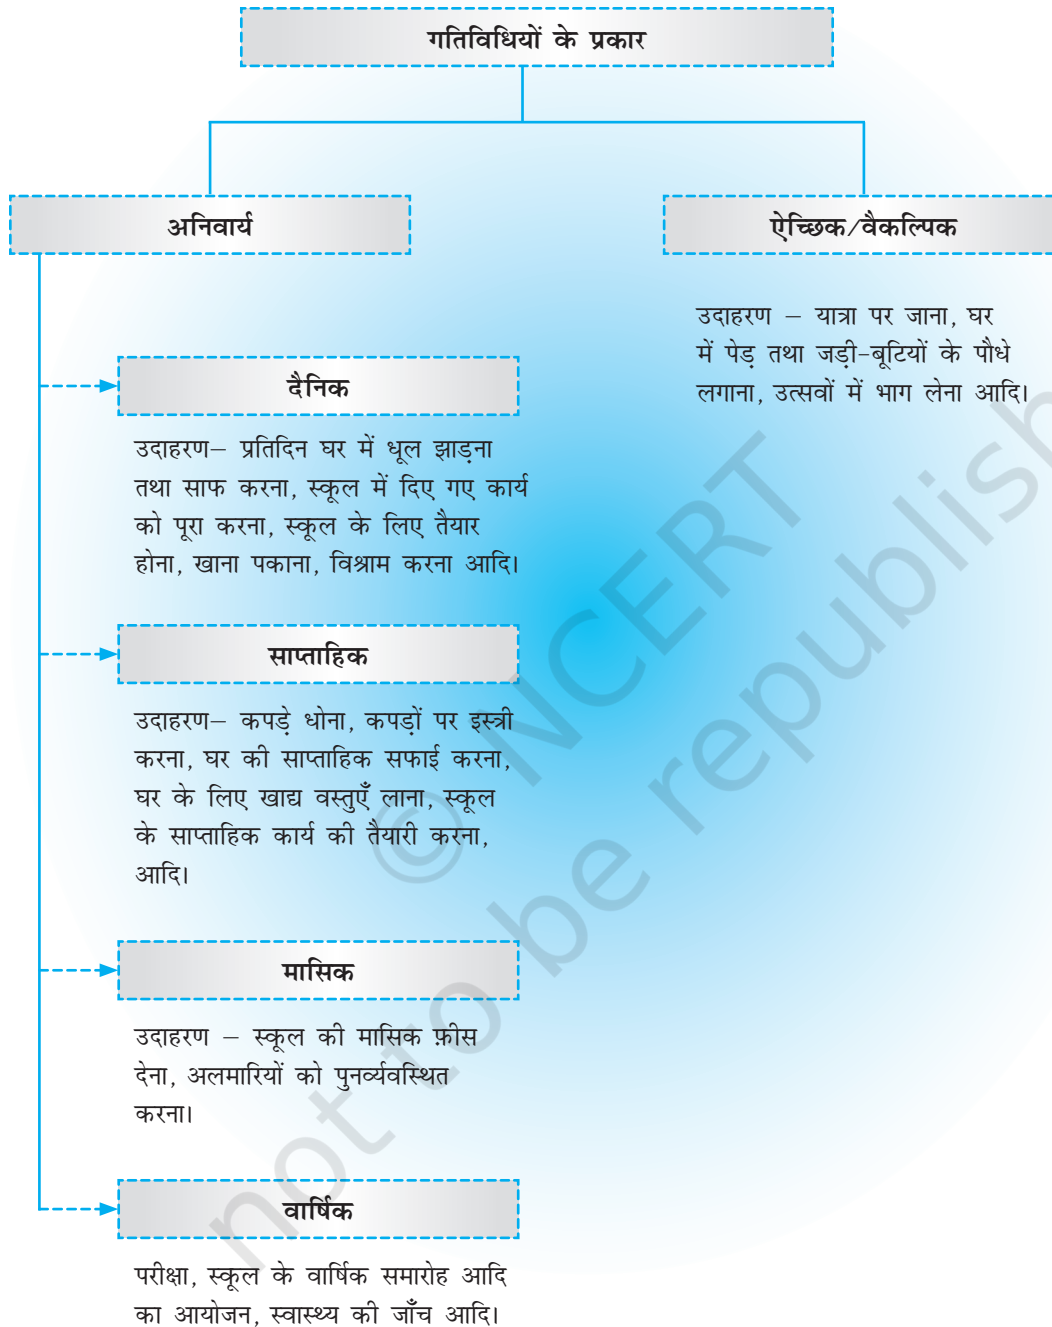 गतिविधियों के प्रकार
अनिवार्य
ऐच्छिक/वैकल्पिक
उदाहरण – यात्रा पर जाना, घर
में पेड़ तथा जड़ी-बूटियों के पौधे
लगाना, उत्सवों में भाग लेना आदि।
दैनिक
उदाहरण– प्रतिदिन घर में धूल झाड़ना
तथा साफ करना, स्कूल में दिए गए कार्य
को पूरा करना, स्कूल के लिए तैयार
होना, खाना पकाना, विश्राम करना आदि।
साप्ताहिक
उदाहरण– कपड़े धोना, कपड़ों पर इस्त्री
करना, घर की साप्ताहिक सफाई करना,
घर के लिए खाद्य वस्तुएँ लाना, स्कूल
के साप्ताहिक कार्य की तैयारी करना,
आदि।
मासिक
उदाहरण – स्कूल की मासिक फ़ीस
देना, अलमारियों को पुनर्व्यवस्थित
करना।
वार्षिक
परीक्षा, स्कूल के वार्षिक समारोह आदि
का आयोजन, स्वास्थ्य की जाँच आदि।
© NCERT
not to be republish